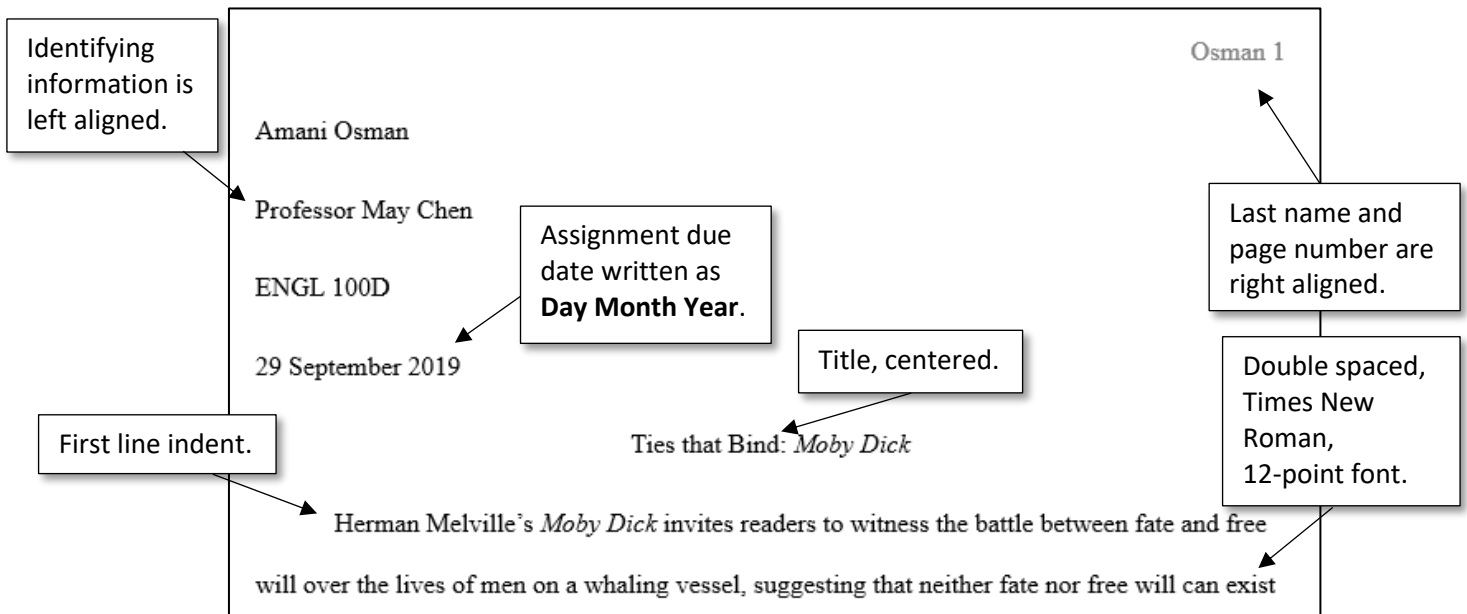 Identifying
information is
left aligned.
Osman 1
Amani Osman
Professor May Chen
Last name and
page number are
right aligned.
Assignment due
date written as
Day Month Year.
ENGL 100D
29 September 2019
Title, centered.
Double spaced,
Times New
Roman,
12-point font.
First line indent.
Ties that Bind: Moby Dick
Herman Melville’s Moby Dick invites readers to witness the battle between fate and free
will over the lives of men on a whaling vessel, suggesting that neither fate nor free will can exist